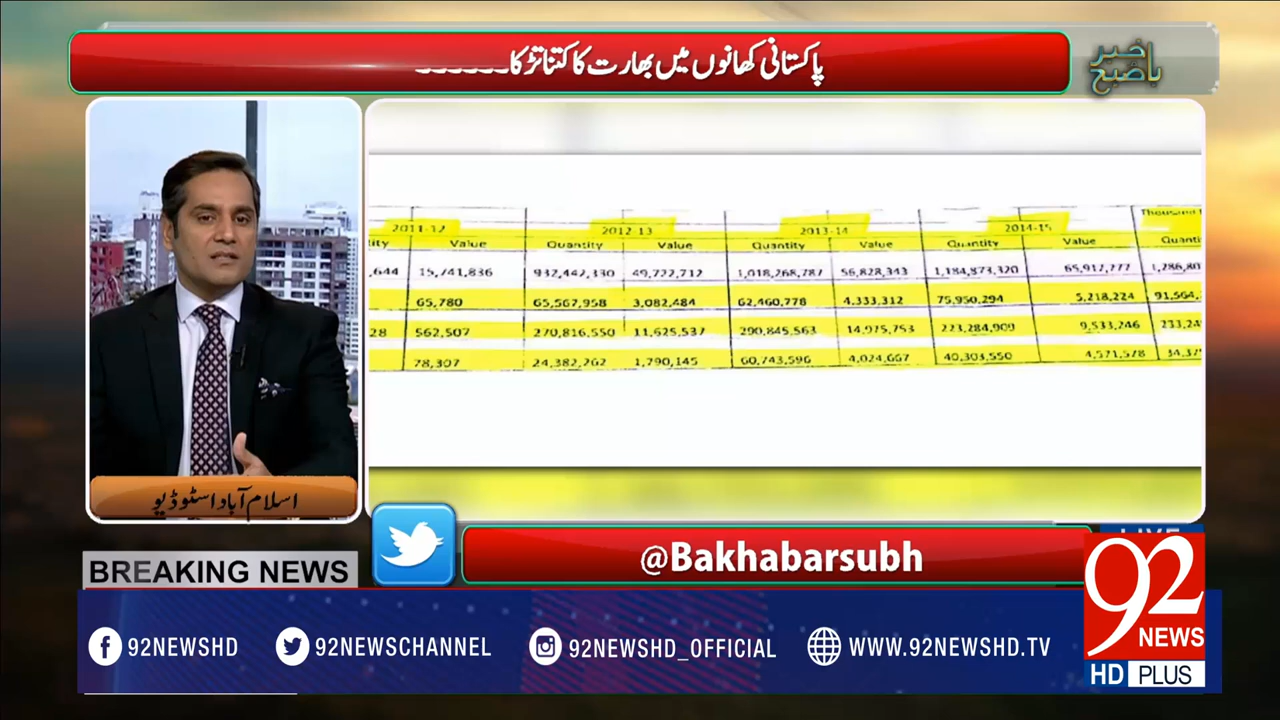 پاکستانی کھانوں میں بھارت کا کتنا تڑکا------
باخبر صبح
2011-12 2012-13 2013-14 2014-15
Value Quantity Value Quantity Value Quantity Value
15,741,836 932,442,330 49,722,712 1,018,268,787 56,828,343 1,184,873,320 65,912,777
65,780 65,567,958 3,082,484 62,460,778 4,333,312 75,950,294 5,218,224
28 562,507 270,816,550 11,625,537 290,845,563 14,975,753 223,284,909 9,533,246
78,307 24,382,262 1,790,145 60,743,596 4,024,667 40,303,550 4,571,578
اسلام آباد اسٹوڈیو
@Bakhabarsubh
BREAKING NEWS
92
NEWS
HD PLUS
92NEWSHD 92NEWSCHANNEL 92NEWSHD_OFFICIAL WWW.92NEWSHD.TV